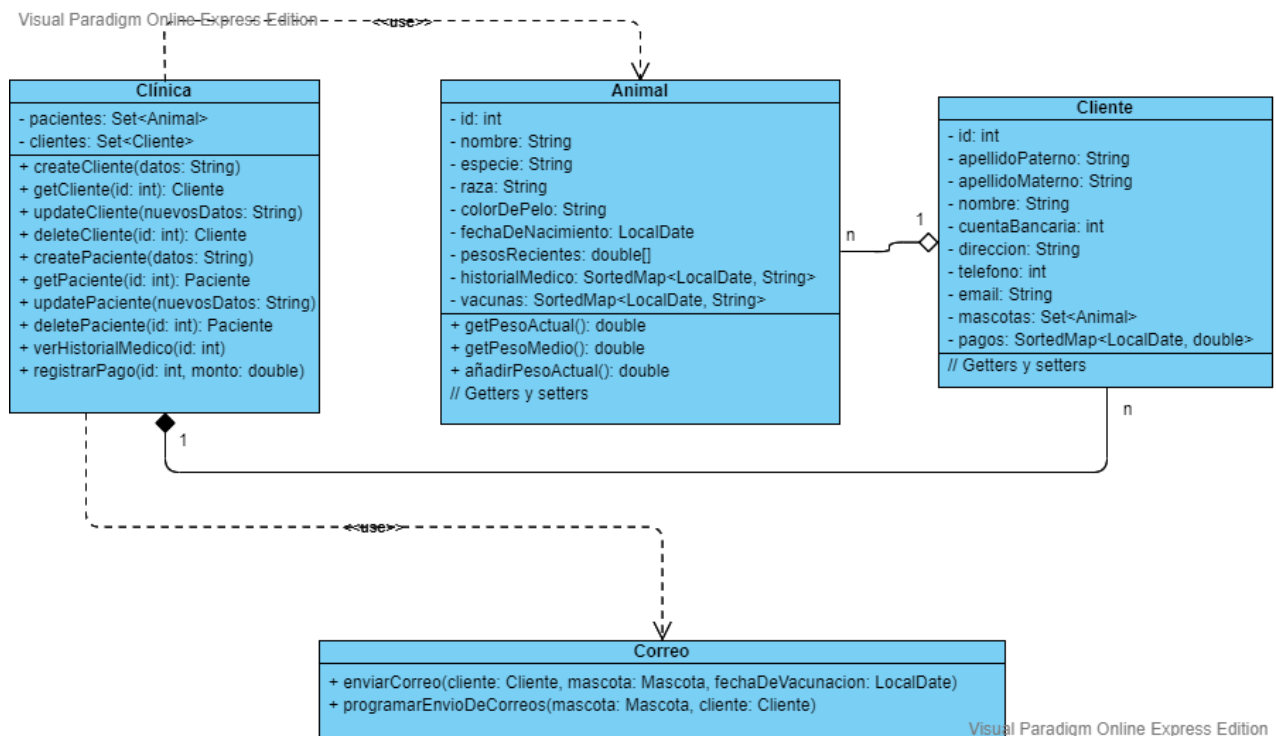 Visual Paradigm Online Express Edition
<<use>>
Clínica
- pacientes: Set<Animal>
- clientes: Set<Cliente>
+ createCliente(datos: String)
+ getCliente(id: int): Cliente
+ updateCliente(nuevosDatos: String)
+ deleteCliente(id: int): Cliente
+ createPaciente(datos: String)
+ getPaciente(id: int): Paciente
+ updatePaciente(nuevosDatos: String)
+ deletePaciente(id: int): Paciente
+ verHistorialMedico(id: int)
+ registrarPago(id: int, monto: double)
1
Animal
- id: int
- nombre: String
- especie: String
- raza: String
- colorDePelo: String
- fechaDeNacimiento: LocalDate
- pesosRecientes: double[]
- historialMedico: SortedMap<LocalDate, String>
- vacunas: SortedMap<LocalDate, String>
+ getPesoActual(): double
+ getPesoMedio(): double
+ añadirPesoActual(): double
// Getters y setters
n
1
Cliente
- id: int
- apellidoPaterno: String
- apellidoMaterno: String
- nombre: String
- cuentaBancaria: int
- direccion: String
- telefono: int
- email: String
- mascotas: Set<Animal>
- pagos: SortedMap<LocalDate, double>
// Getters y setters
n
<<use>>
Correo
+ enviarCorreo(cliente: Cliente, mascota: Mascota, fechaDeVacunacion: LocalDate)
+ programarEnvioDeCorreos(mascota: Mascota, cliente: Cliente)
Visual Paradigm Online Express Edition